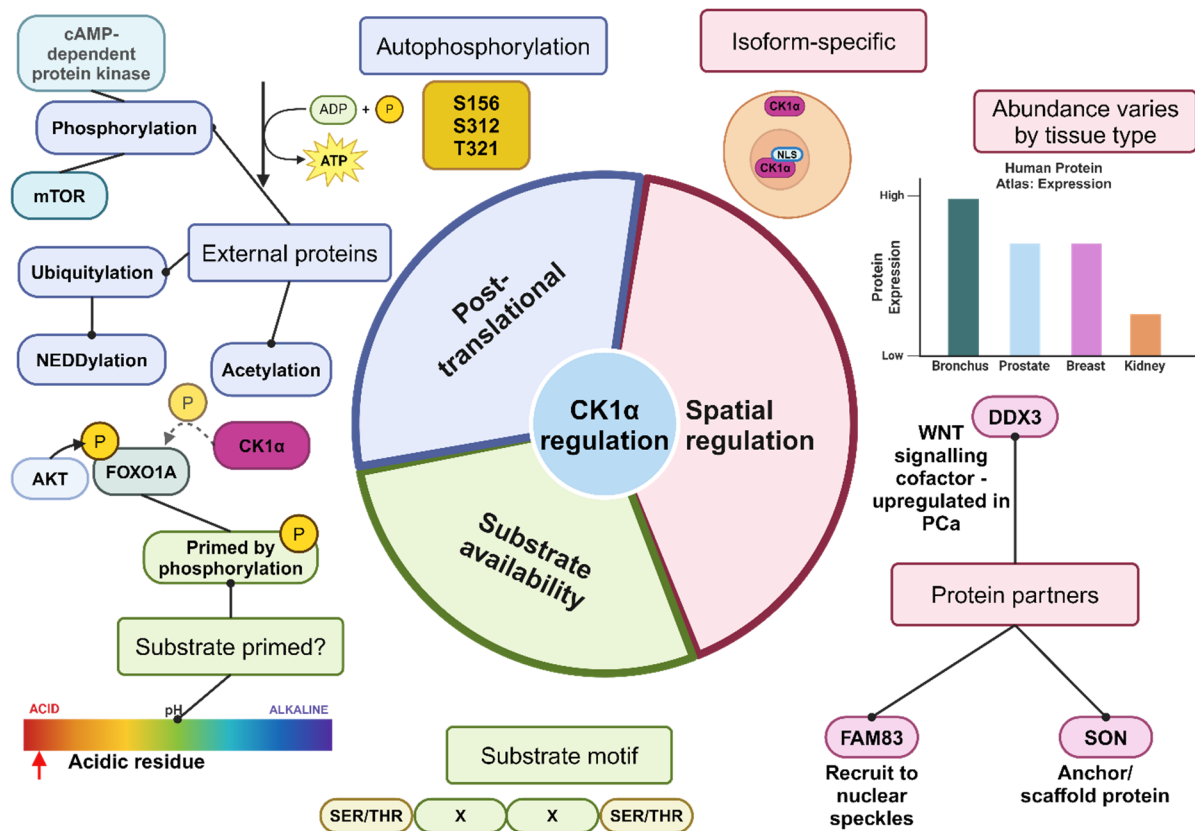 cAMP-
dependent
protein kinase
Phosphorylation
mTOR
ADP + P
ATP
Autophosphorylation
S156
S312
T321
Isoform-specific
CK1α
NLS
CK1α
Abundance varies
by tissue type
Human Protein
Atlas: Expression
High
Protein
Expression
Low
Bronchus Prostate Breast Kidney
External proteins
Ubiquitylation
NEDDylation
Acetylation
Post-
translational
CK1α
regulation
Spatial
regulation
Substrate
availability
P
P
CK1α
AKT
FOXO1A
P
Primed by
phosphorylation
Substrate primed?
ACID
pH
ALKALINE
Acidic residue
Substrate motif
SER/THR X X SER/THR
DDX3
WNT
signalling
cofactor -
upregulated in
PCa
Protein partners
FAM83
Recruit to
nuclear
speckles
SON
Anchor/
scaffold protein